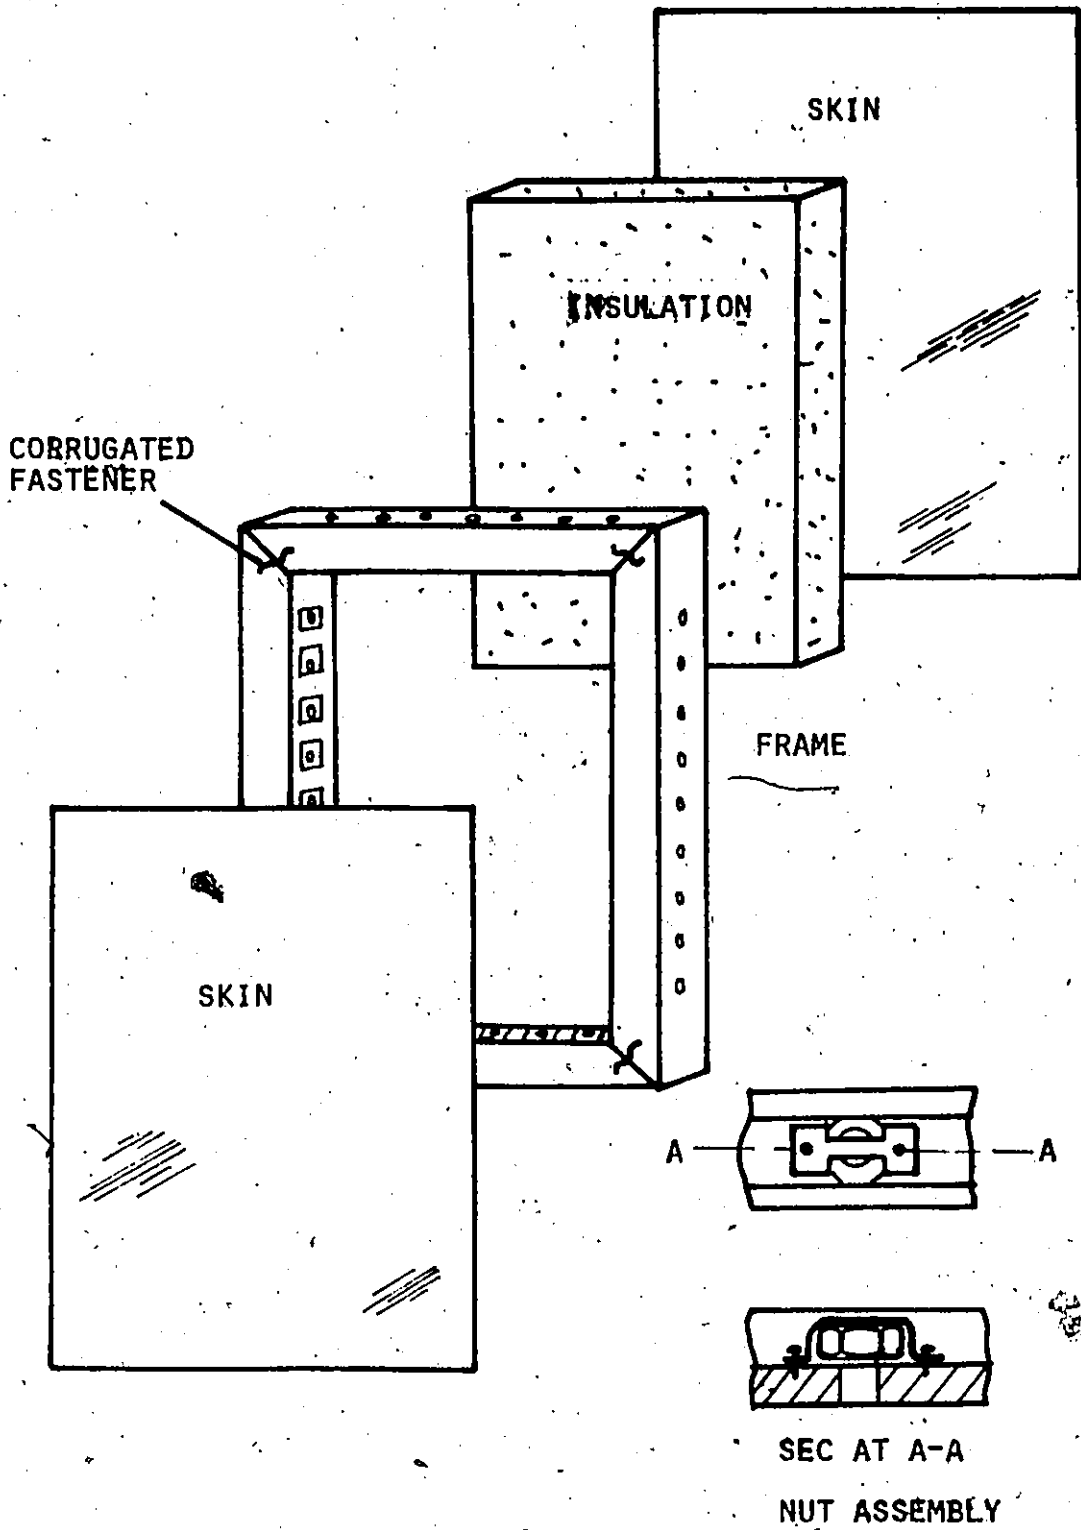 SKIN
INSULATION
CORRUGATED
FASTENER
FRAME
SKIN
A A
SEC AT A-A
NUT ASSEMBLY